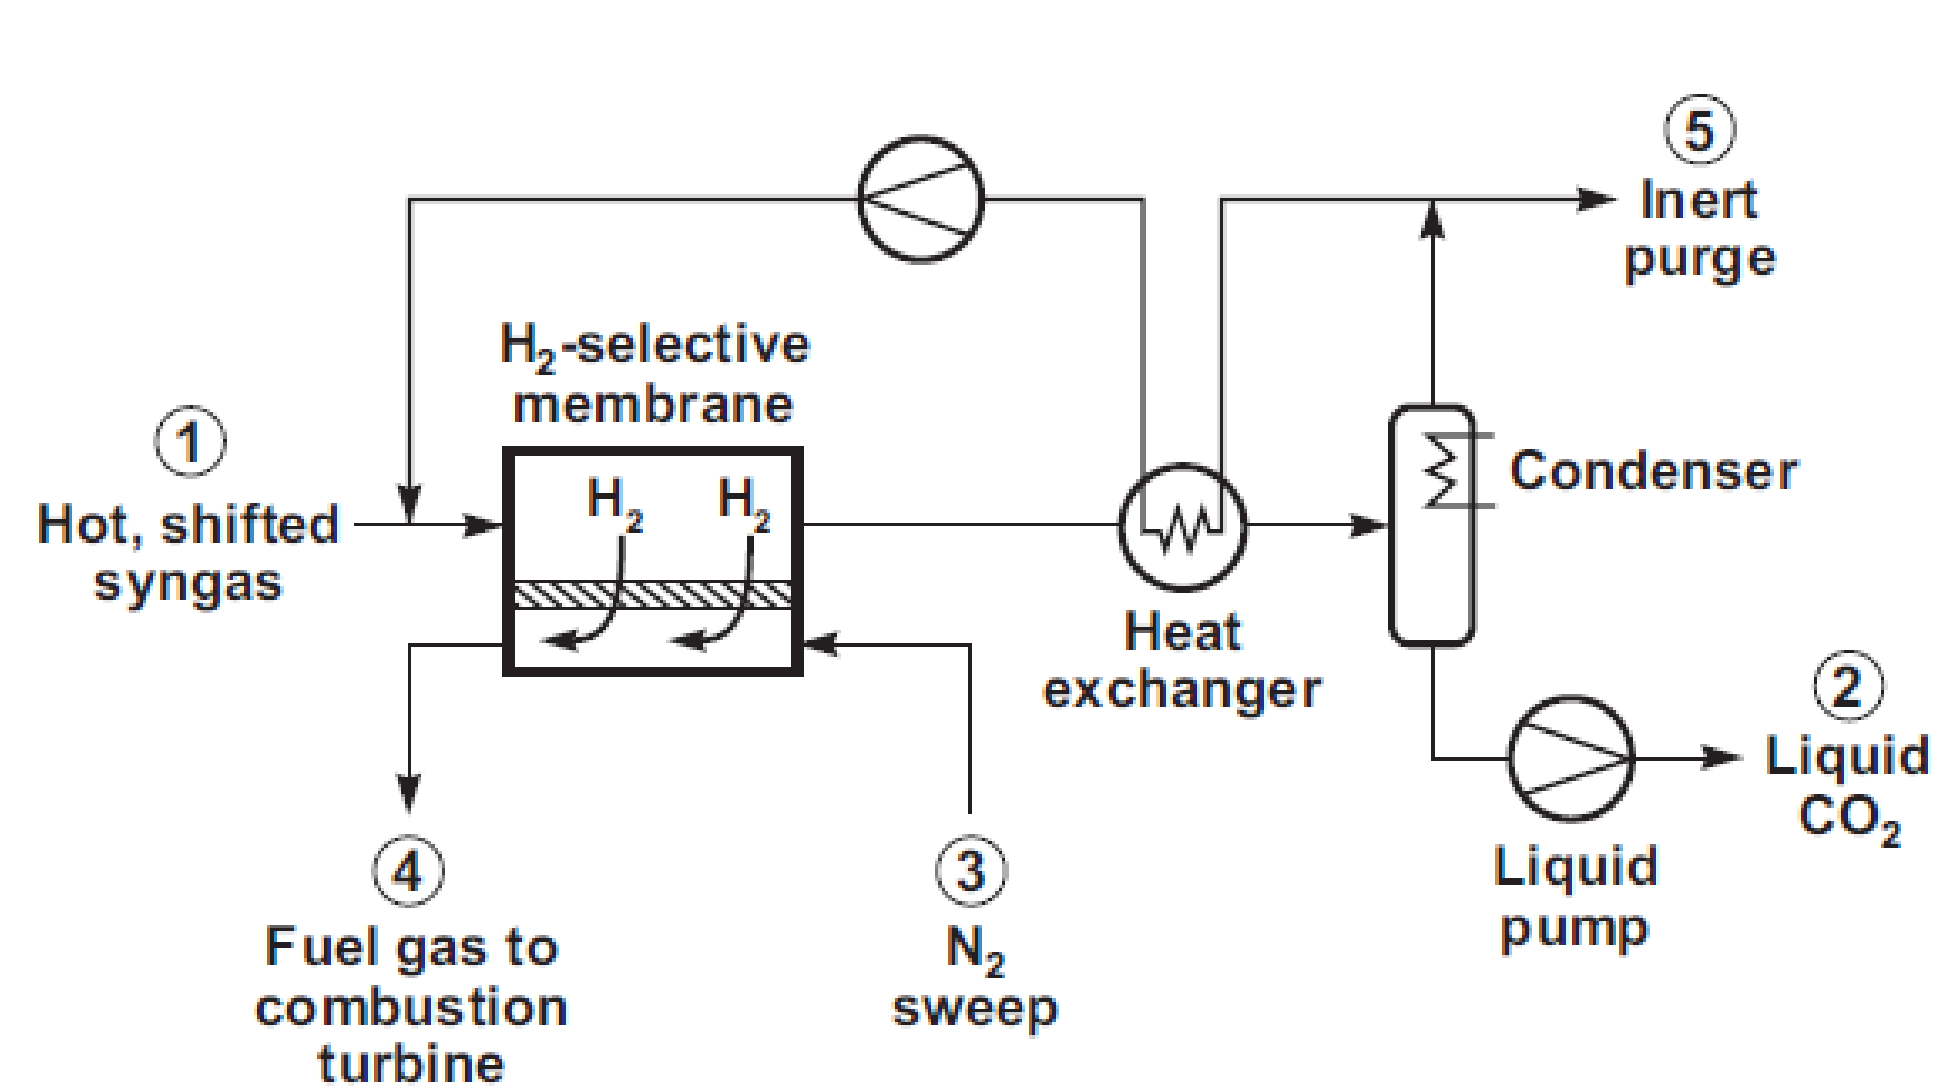 5
Inert
purge
H₂-selective
membrane
1
Hot, shifted
syngas
H₂ H₂
Condenser
Heat
exchanger
2
Liquid
CO₂
Liquid
pump
4
Fuel gas to
combustion
turbine
3
N₂
sweep